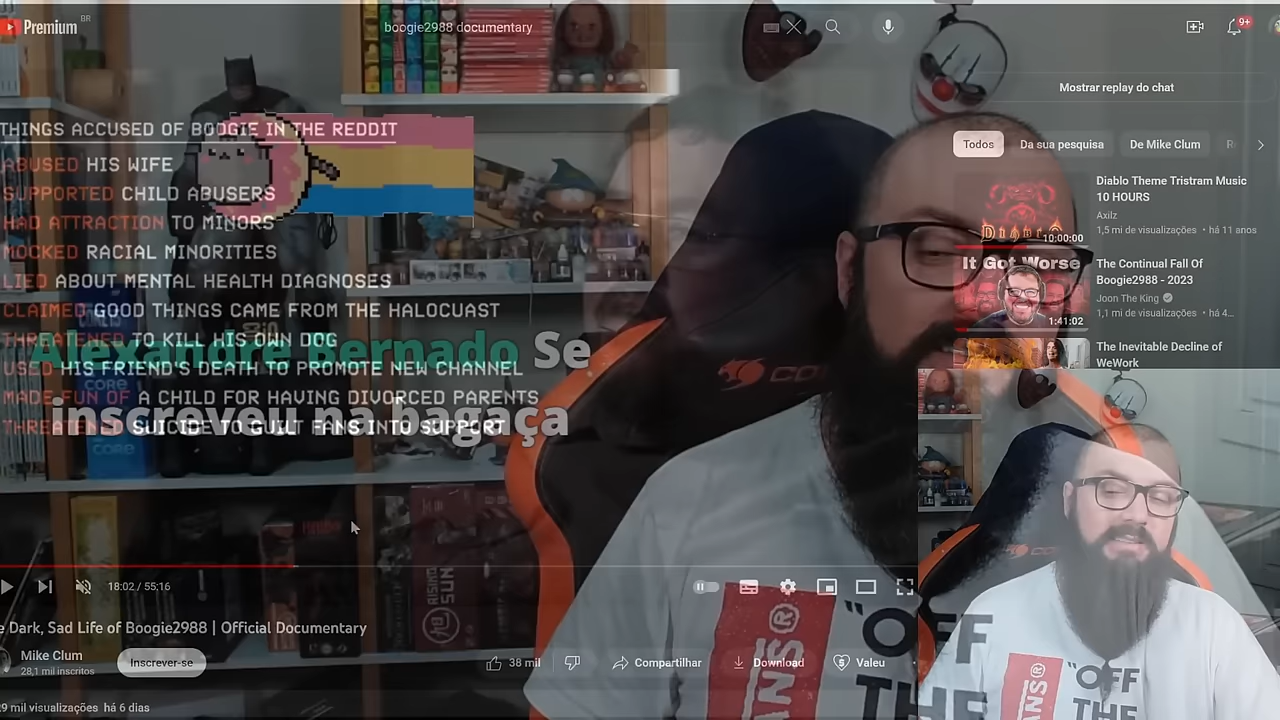 Premium BR
boogie2988 documentary
9+
Mostrar replay do chat
Todos
Da sua pesquisa
De Mike Clum
THINGS ACCUSED OF BOOGIE IN THE REDDIT
ABUSED HIS WIFE
SUPPORTED CHILD ABUSERS
HAD ATTRACTION TO MINORS
MOCKED RACIAL MINORITIES
LIED ABOUT MENTAL HEALTH DIAGNOSES
CLAIMED GOOD THINGS CAME FROM THE HALOCUAST
THREATENED TO KILL HIS OWN DOG
USED HIS FRIEND'S DEATH TO PROMOTE NEW CHANNEL
MADE FUN OF A CHILD FOR HAVING DIVORCED PARENTS
THREATENED SUICIDE TO GUILT FANS INTO SUPPORT
Alexandre Bernado Se
inscreveu na bagaça
Diablo Theme Tristram Music
10 HOURS
Axilz
1,5 mi de visualizações • há 11 anos
10:00:00
It Got Worse
1:41:02
The Continual Fall Of
Boogie2988 - 2023
Joon The King
1,1 mi de visualizações • há 4...
The Inevitable Decline of
WeWork
CORE
RISING
SUN
18:02 / 55:16
e Dark, Sad Life of Boogie2988 | Official Documentary
Mike Clum
28,1 mil inscritos
Inscrever-se
38 mil
Compartilhar
Download
Valeu
9 mil visualizações há 6 dias
ANS®
"OFF
THE